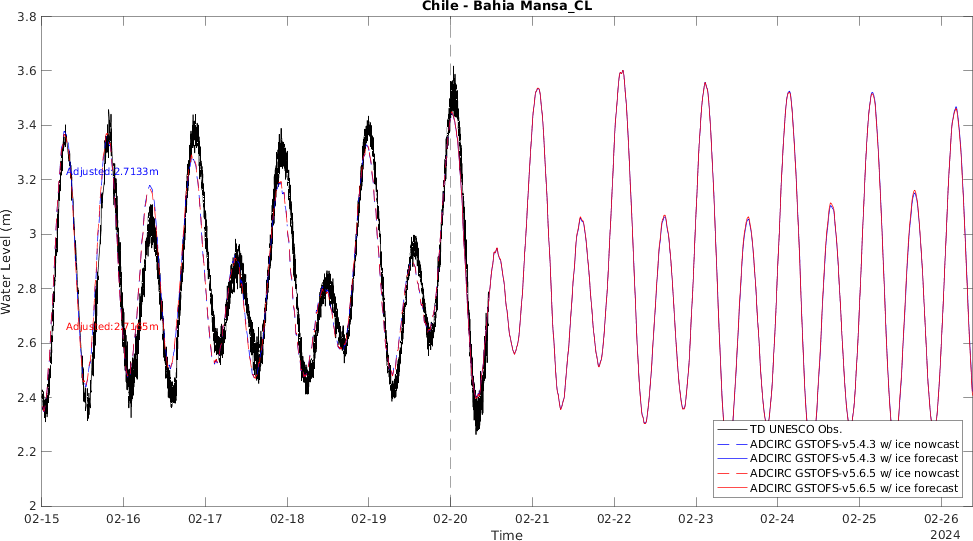 Chile - Bahia Mansa_CL
3.8
3.6
3.4
3.2
3
2.8
2.6
2.4
2.2
2
Water Level (m)
Adjusted:2.7133m
TD UNESCO Obs.
ADCIRC GSTOFS-v5.4.3 w/ ice nowcast
ADCIRC GSTOFS-v5.4.3 w/ ice forecast
ADCIRC GSTOFS-v5.6.5 w/ ice nowcast
ADCIRC GSTOFS-v5.6.5 w/ ice forecast
02-15 02-16 02-17 02-18 02-19 02-20 02-21 02-22 02-23 02-24 02-25 02-26
Time
2024